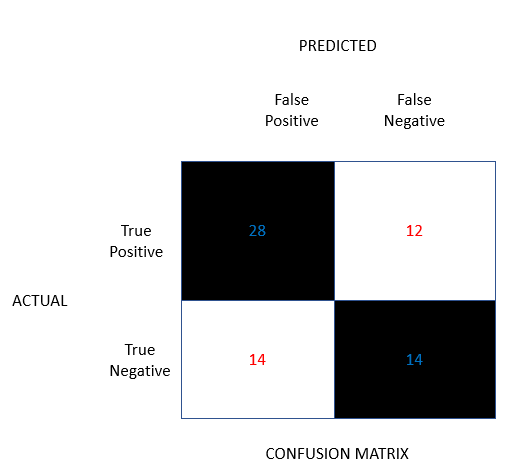 PREDICTED
False
Positive
False
Negative
True
Positive
28
12
ACTUAL
True
Negative
14
14
CONFUSION MATRIX